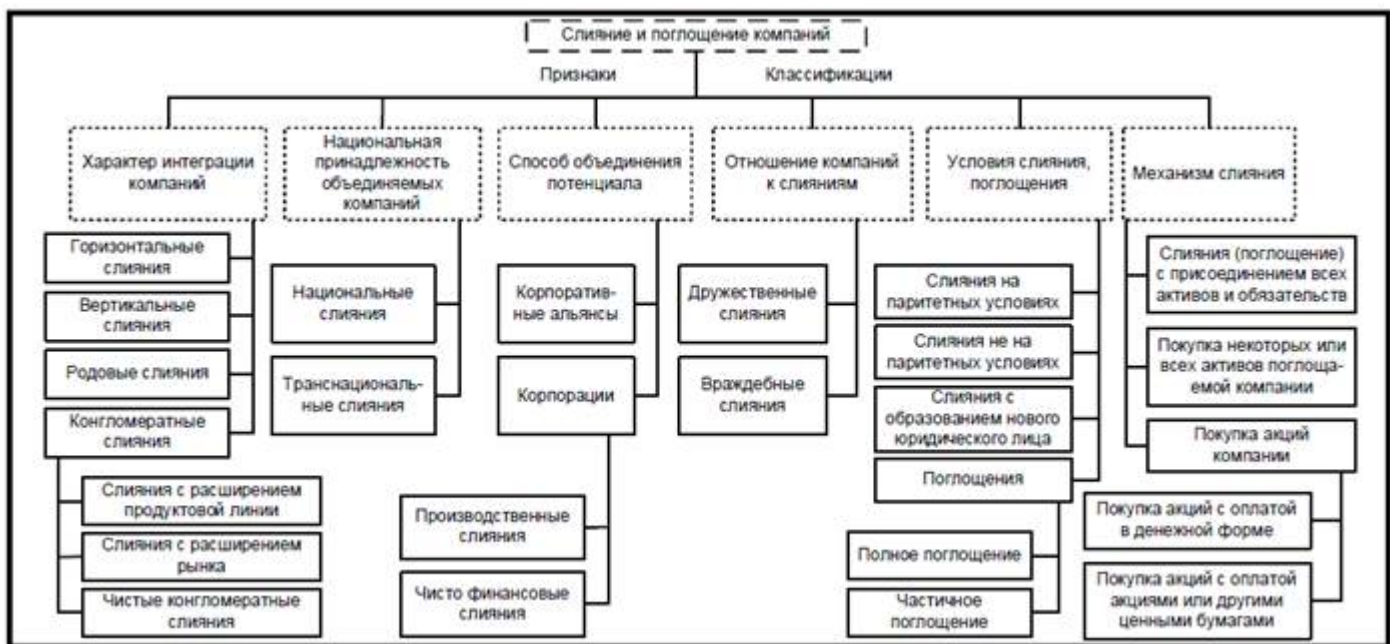 Слияние и поглощение компаний
Признаки
Классификации
Характер интеграции
компаний
Национальная
принадлежность
объединяемых
компаний
Способ объединения
потенциала
Отношение компаний
к слияниям
Условия слияния,
поглощения
Механизм слияния
Горизонтальные
слияния
Вертикальные
слияния
Родовые слияния
Конгломератные
слияния
Слияния с расширением
продуктовой линии
Слияния с расширением
рынка
Чистые конгломератные
слияния
Национальные
слияния
Транснациональ-
ные слияния
Корпоратив-
ные альянсы
Корпорации
Производственные
слияния
Чисто финансовые
слияния
Дружественные
слияния
Враждебные
слияния
Слияния на
паритетных условиях
Слияния не на
паритетных условиях
Слияния с
образованием нового
юридического лица
Поглощения
Полное поглощение
Частичное
поглощение
Слияния (поглощение)
с присоединением всех
активов и обязательств
Покупка некоторых или
всех активов поглоща-
емой компании
Покупка акций
компании
Покупка акций с оплатой
в денежной форме
Покупка акций с оплатой
акциями или другими
ценными бумагами